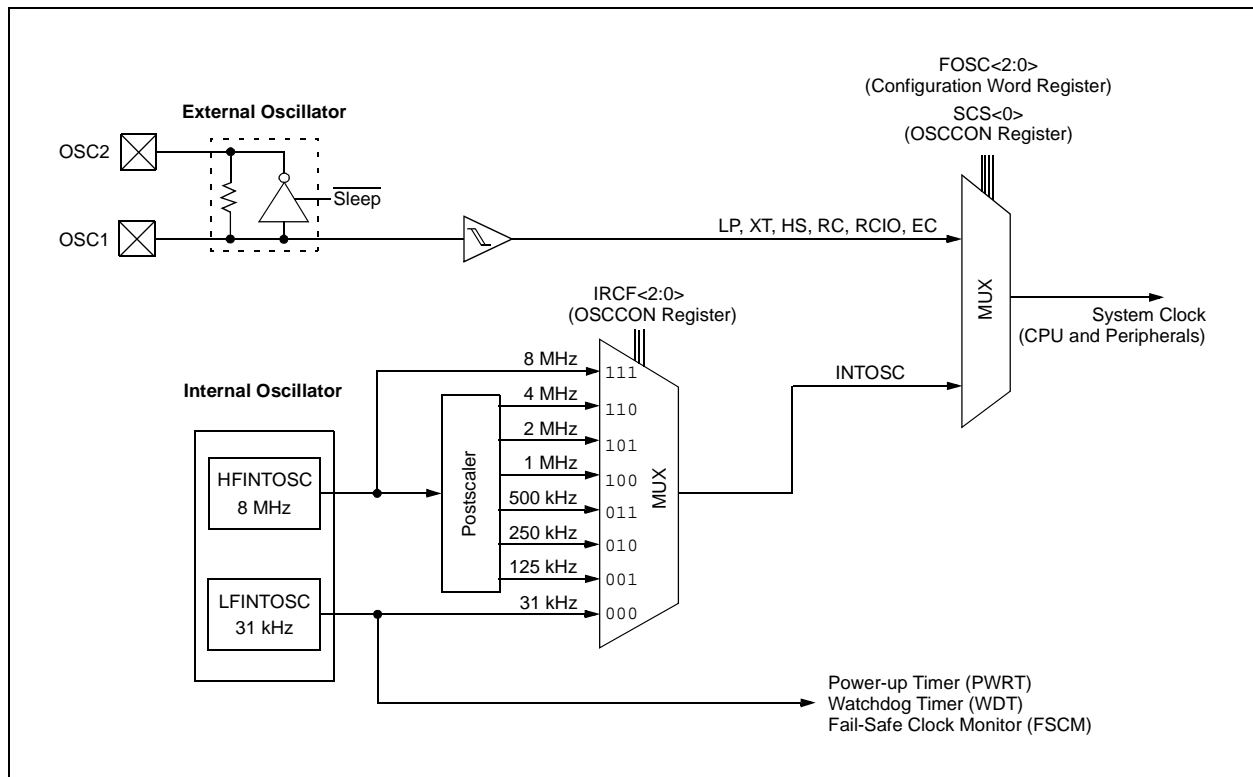 FOSC<2:0>
(Configuration Word Register)
SCS<0>
(OSCCON Register)
External Oscillator
OSC2
Sleep
OSC1
LP, XT, HS, RC, RCIO, EC
MUX
System Clock
(CPU and Peripherals)
IRCF<2:0>
(OSCCON Register)
INTOSC
Internal Oscillator
HFINTOSC
8 MHz
LFINTOSC
31 kHz
Postscaler
8 MHz
111
4 MHz
110
2 MHz
101
1 MHz
100
500 kHz
011
250 kHz
010
125 kHz
001
31 kHz
000
MUX
Power-up Timer (PWRT)
Watchdog Timer (WDT)
Fail-Safe Clock Monitor (FSCM)